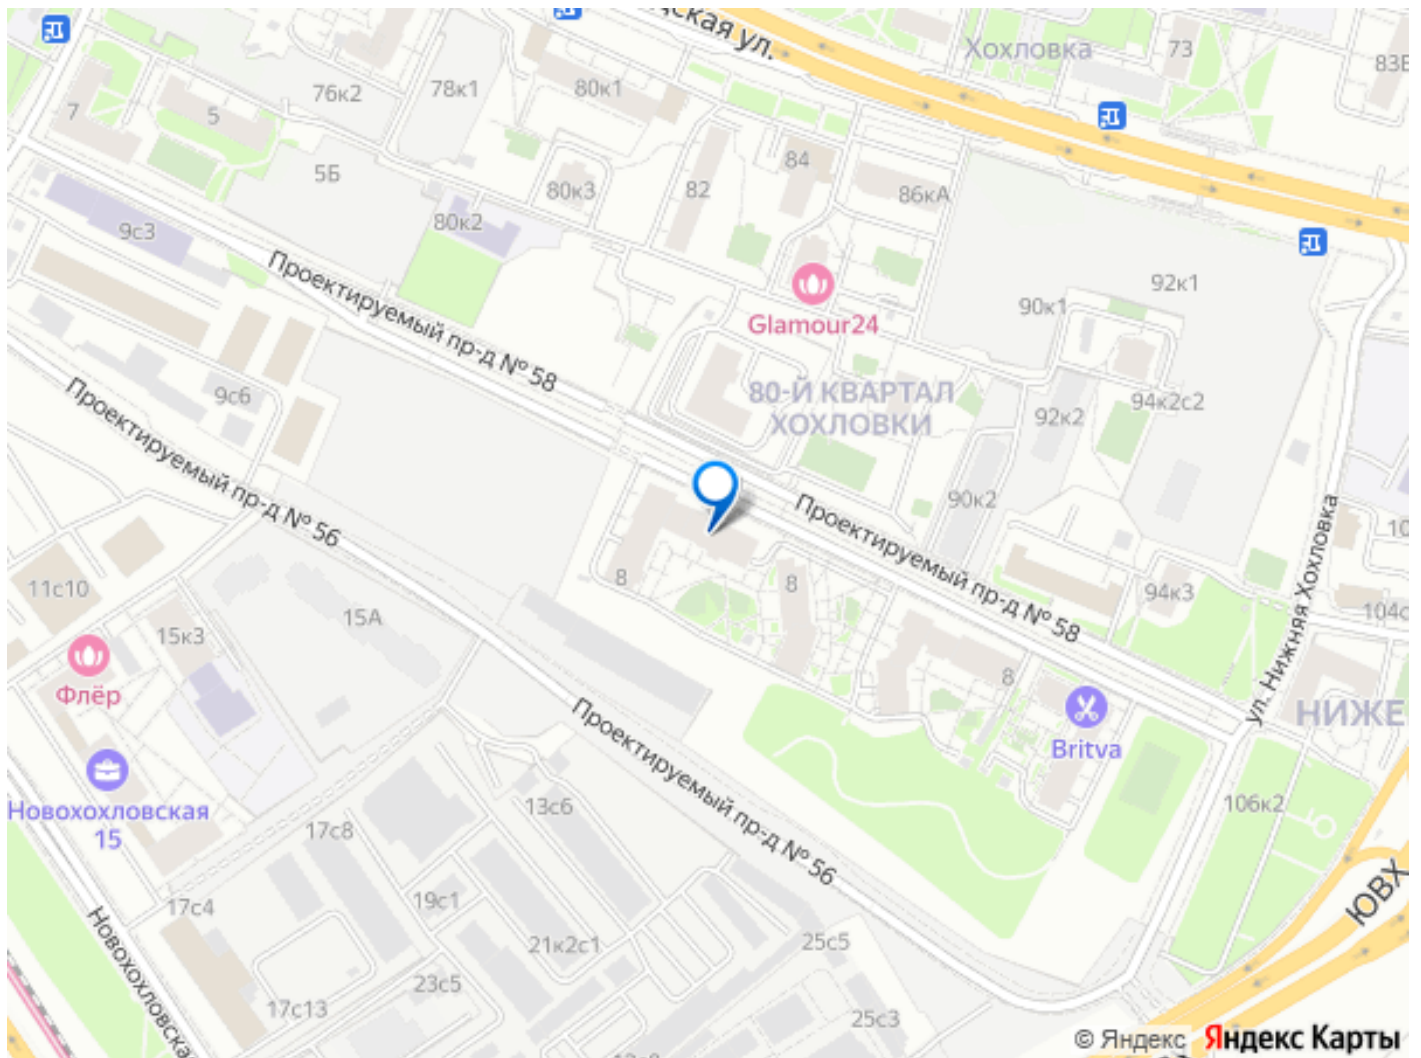 дская ул.
Хохловка
73
83В
7
5
76к2
78к1
80к1
5Б
80к3
82
84
86кА
80к2
9с3
Проектируемый пр-д № 58
Glamour24
90к1
92к1
80-Й КВАРТАЛ
ХОХЛОВКИ
9с6
92к2
94к2с2
Проектируемый пр-д № 56
90к2
Проектируемый пр-д № 58
ул. Нижняя Хохловка
10
11с10
8
8
94к3
104с
15к3
15А
Флёр
8
НИЖЕ
Britva
Проектируемый пр-д № 56
Новохохловская
15
13с6
106к2
17с8
19с1
17с4
ЮВХ
Новохохловская
21к2с1
25с5
23с5
17с13
25с3
© Яндекс Яндекс Карты